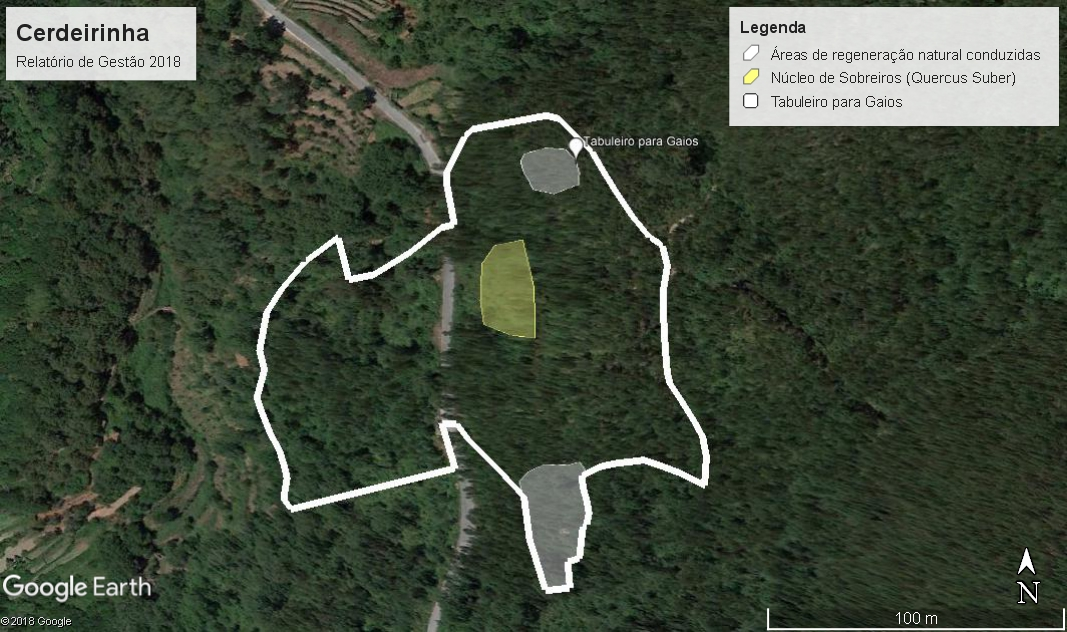 Cerdeirinha
Relatório de Gestão 2018
Legenda
Áreas de regeneração natural conduzidas
Núcleo de Sobreiros (Quercus Suber)
Tabuleiro para Gaios
Tabuleiro para Gaios
Google Earth
©2018 Google
N
100 m